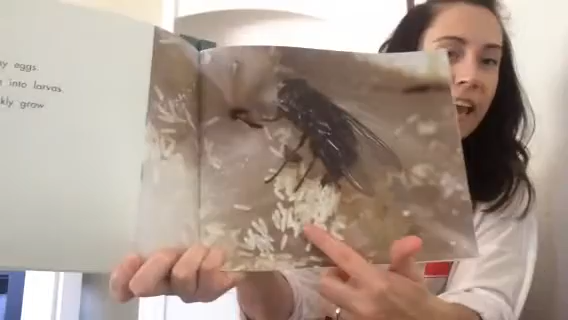 y eggs.
into larvas.
kly grow